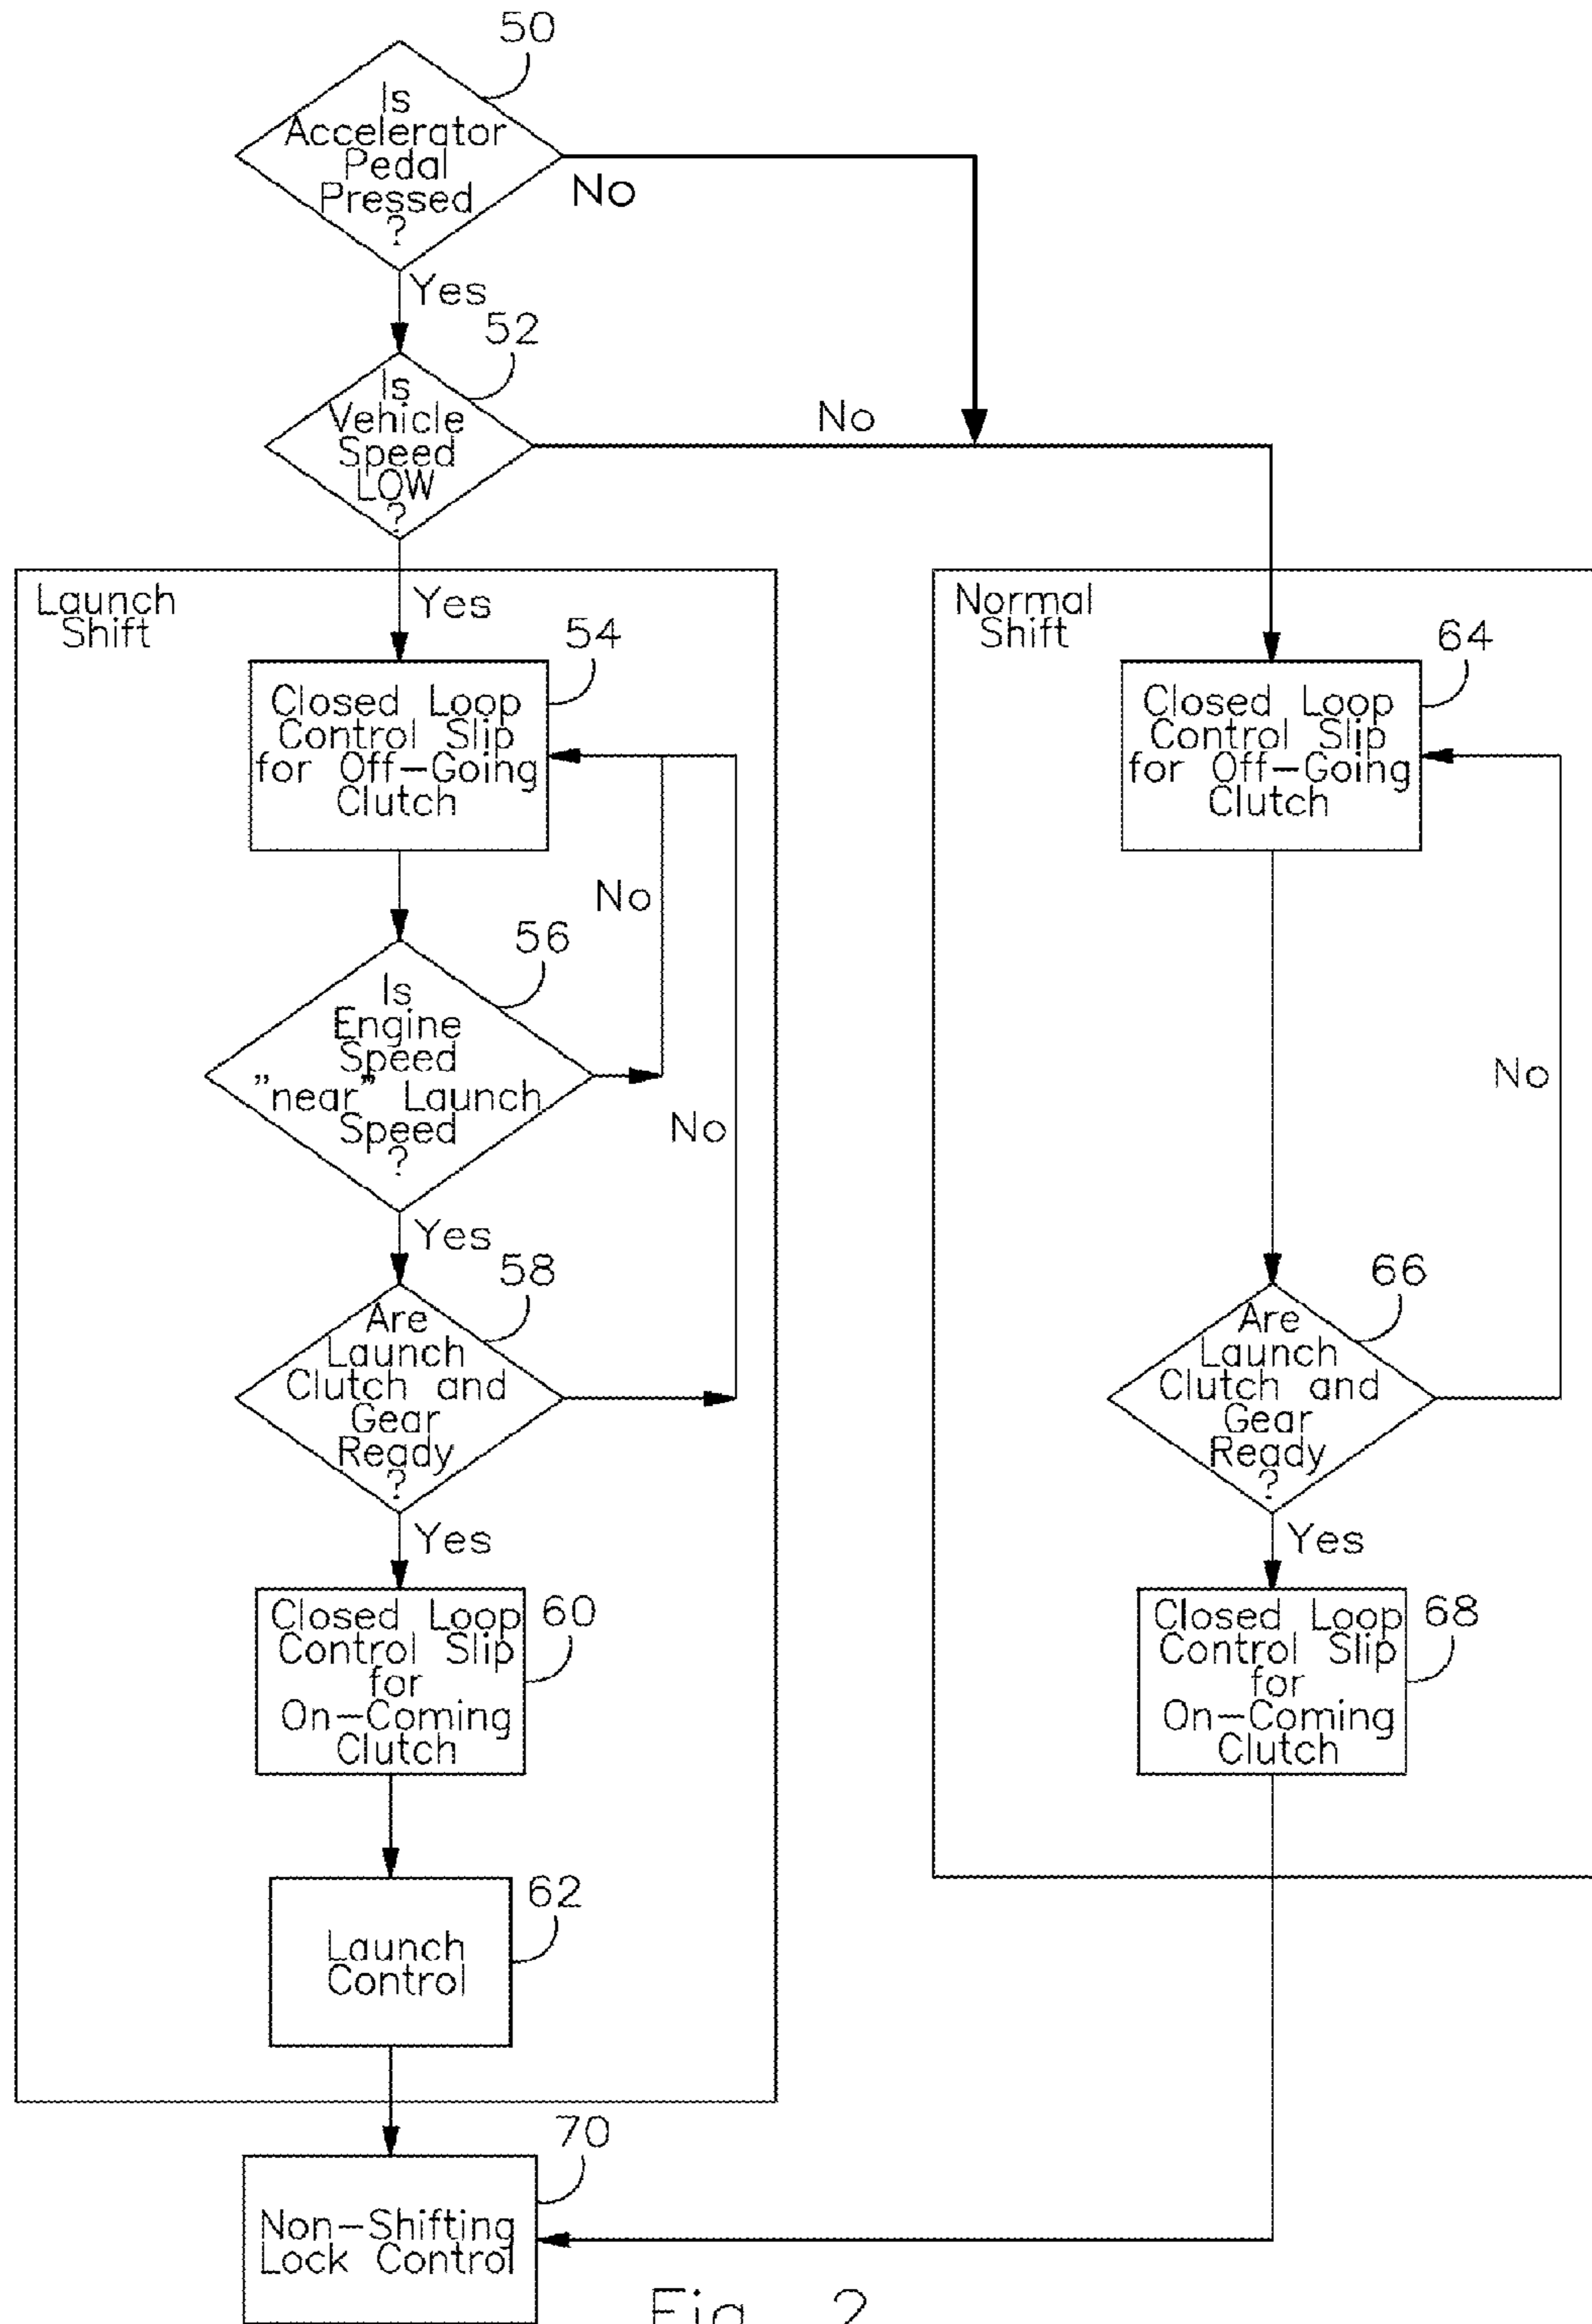 50
Is
Accelerator
Pedal
Pressed
?
No
Yes
52
Is
Vehicle
Speed
LOW
?
No
Launch
Shift
Yes
54
Closed Loop
Control Slip
for Off-Going
Clutch
No
56
Is
Engine
Speed
"near" Launch
Speed
?
No
Yes
58
Are
Launch
Clutch and
Gear
Ready
?
Yes
Closed Loop
Control Slip
for
On-Coming
Clutch
60
62
Launch
Control
Normal
Shift
64
Closed Loop
Control Slip
for Off-Going
Clutch
No
66
Are
Launch
Clutch and
Gear
Ready
?
Yes
Closed Loop
Control Slip
for
On-Coming
Clutch
68
70
Non-Shifting
Lock Control
Fig. 2